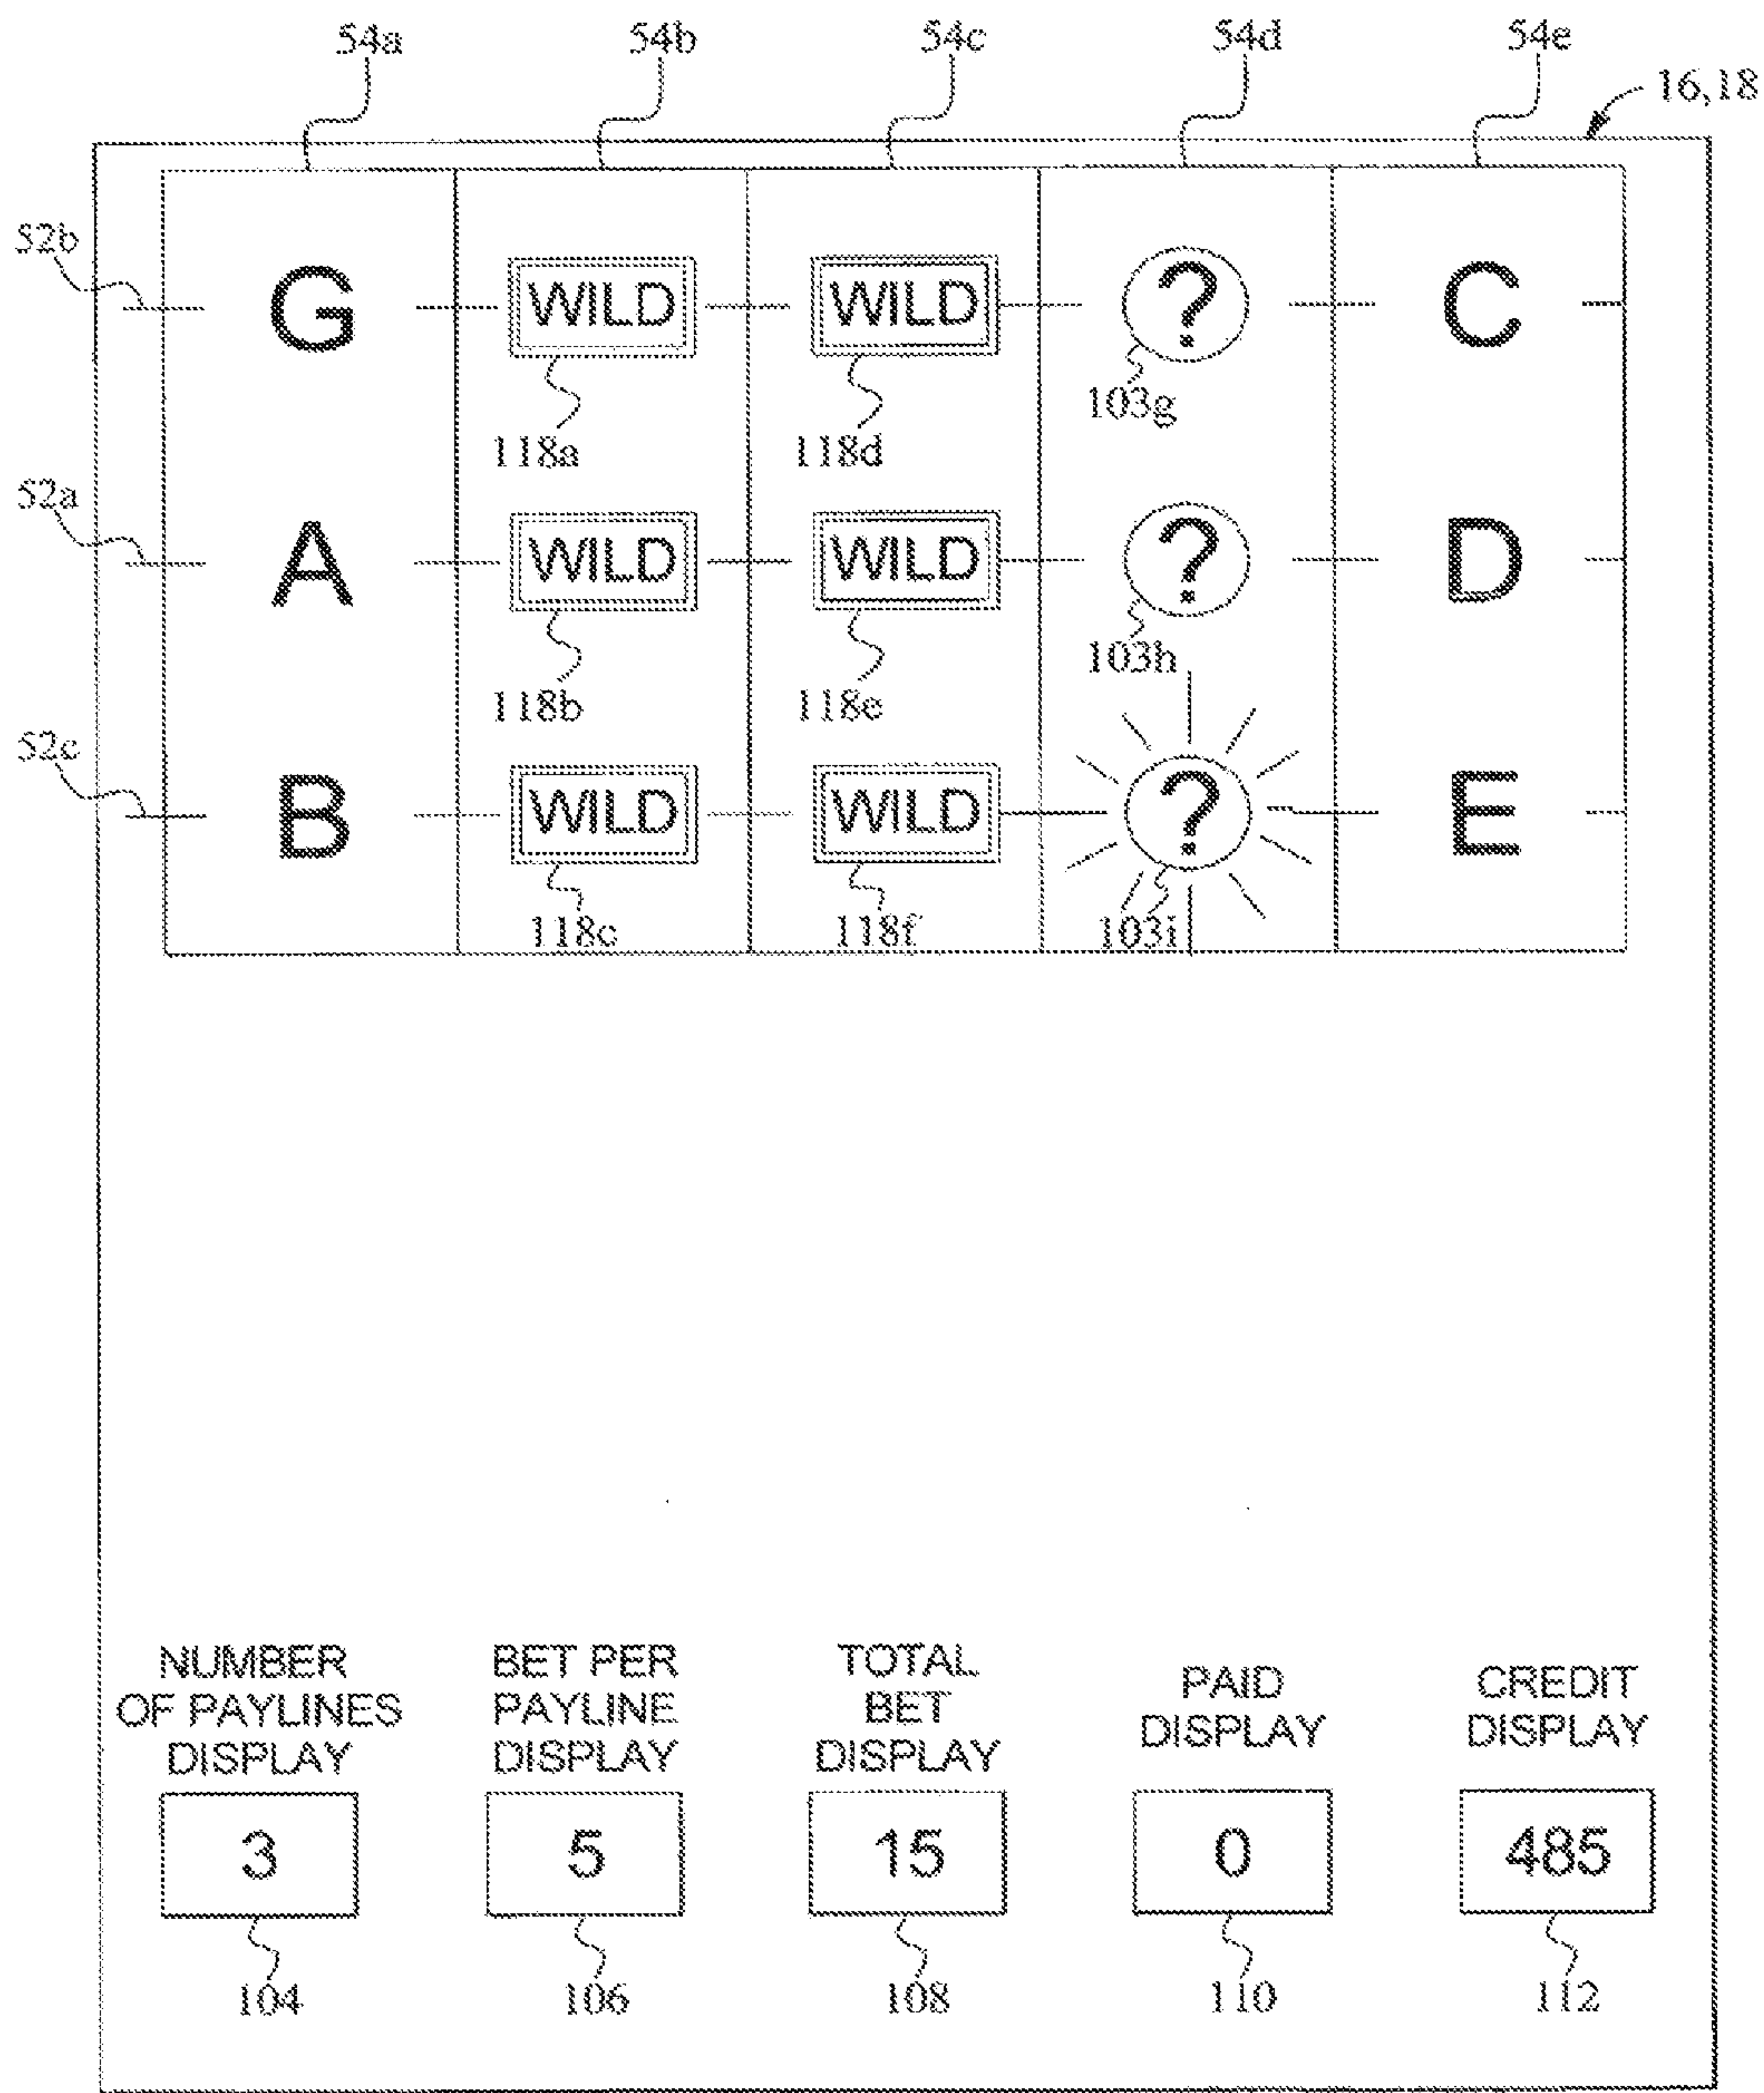 54a 54b 54c 54d 54e
16,18
52b G WILD WILD ? C
103g
118a 118d
52a A WILD WILD ? D
103h
118b 118e
52c B WILD WILD ? E
118c 118f 103i
NUMBER OF PAYLINES DISPLAY
BET PER PAYLINE DISPLAY
TOTAL BET DISPLAY
PAID DISPLAY
CREDIT DISPLAY
3 5 15 0 485
104 106 108 110 112